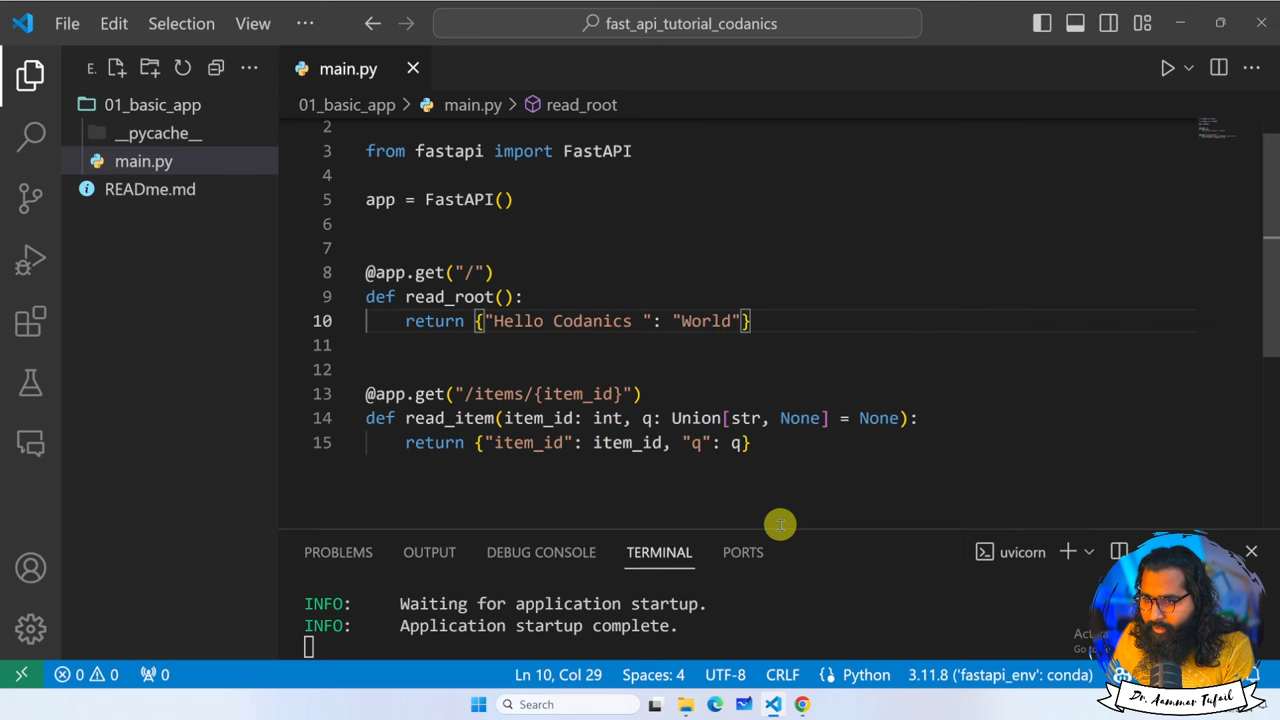 File Edit Selection View ··· fast_api_tutorial_codanics
E. ···
main.py
01_basic_app
__pycache__
main.py
READme.md
01_basic_app > main.py > read_root
2
3 from fastapi import FastAPI
4
5 app = FastAPI()
6
7
8 @app.get("/")
9 def read_root():
10 return {"Hello Codanics ": "World"}
11
12
13 @app.get("/items/{item_id}")
14 def read_item(item_id: int, q: Union[str, None] = None):
15 return {"item_id": item_id, "q": q}
PROBLEMS OUTPUT DEBUG CONSOLE TERMINAL PORTS uvicorn
INFO: Waiting for application startup.
INFO: Application startup complete.
0 0 0 Ln 10, Col 29 Spaces: 4 UTF-8 CRLF Python 3.11.8 ('fastapi_env': conda)
Search
Dr. Aammar Tufail